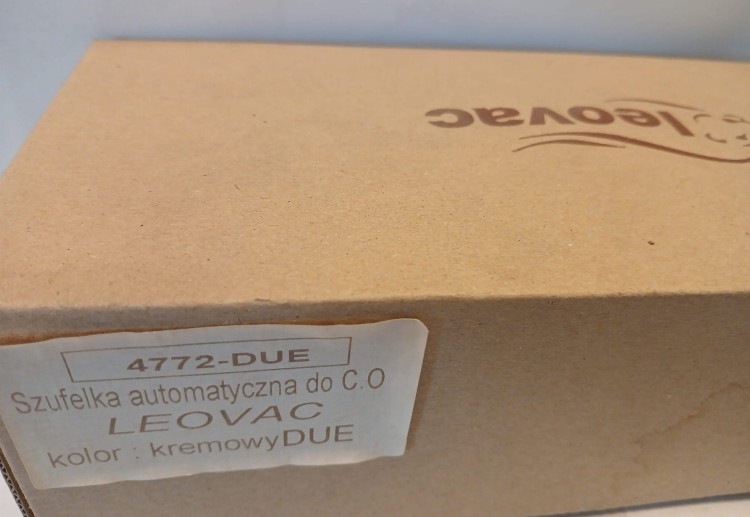 leovac
4772-DUE
Szufelka automatyczna do C.O
LEOVAC
kolor : kremowyDUE